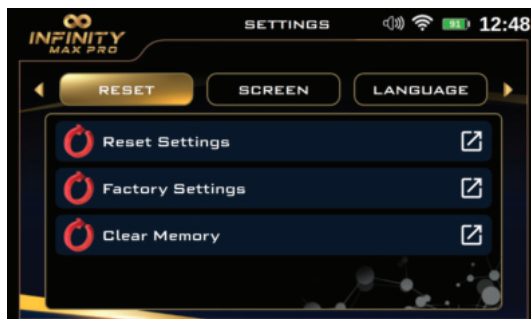 INFINITY
MAX PRO
SETTINGS
91
12:48
RESET
SCREEN
LANGUAGE
Reset Settings
Factory Settings
Clear Memory